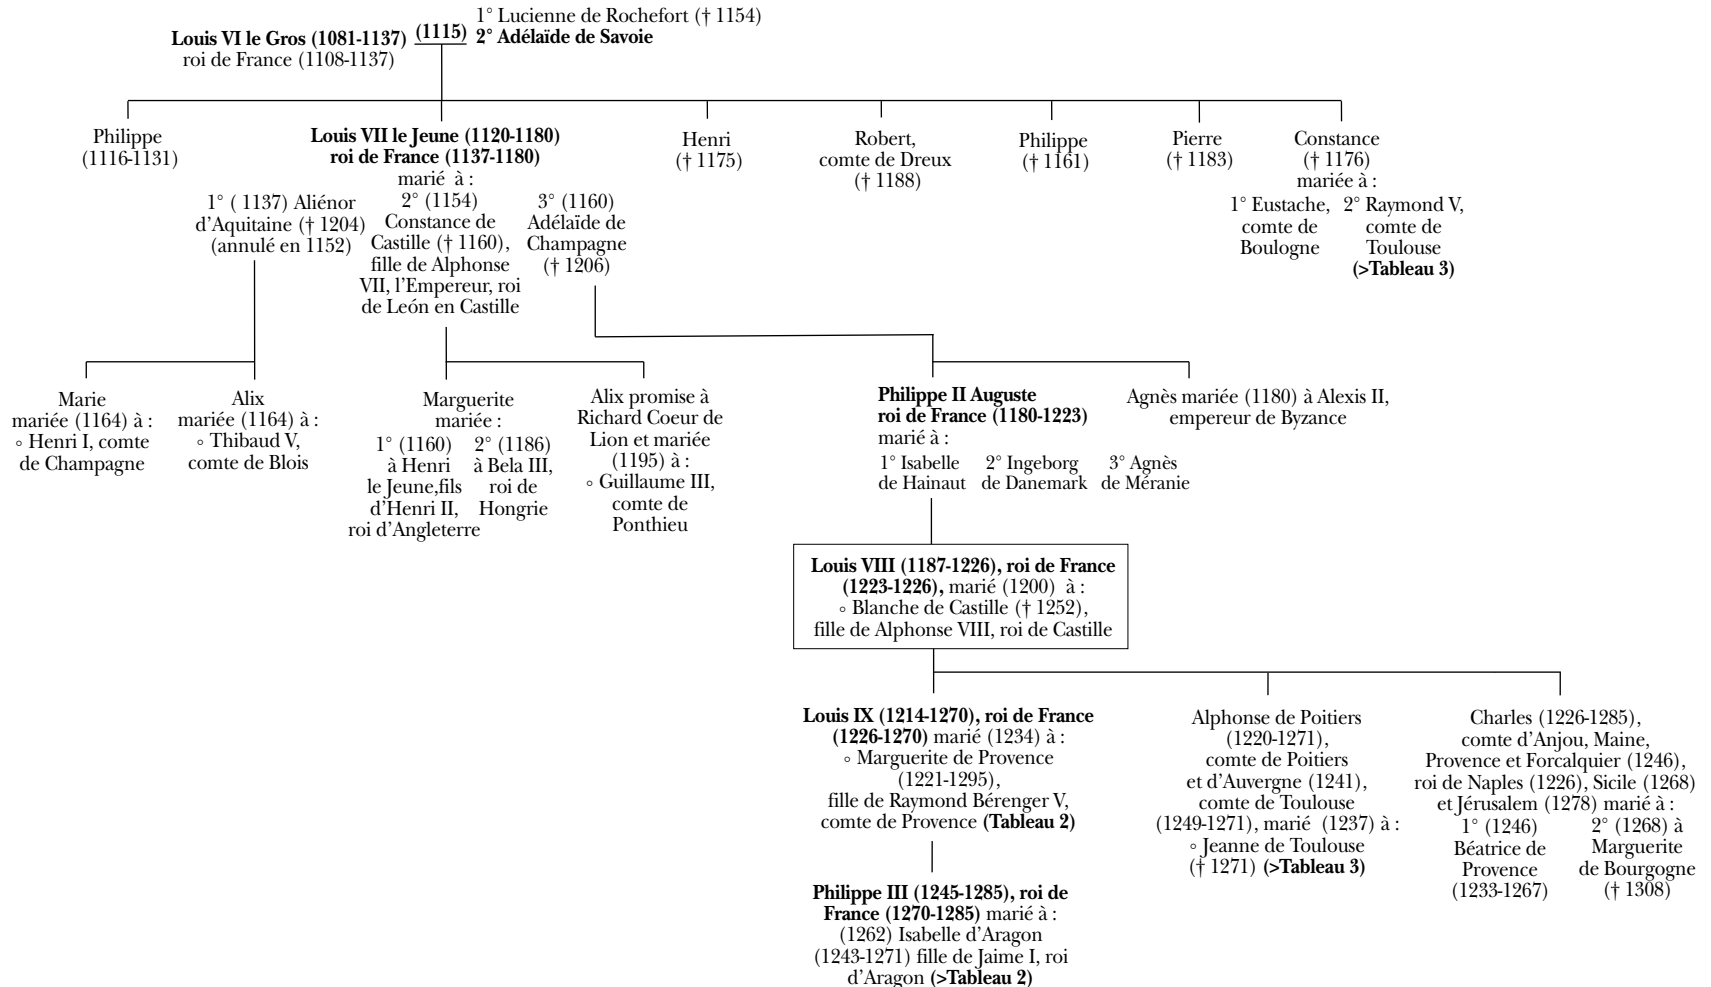 1° Lucienne de Rochefort († 1154)
Louis VI le Gros (1081-1137) (1115) 2° Adélaïde de Savoie
roi de France (1108-1137)
Philippe
(1116-1131)
Louis VII le Jeune (1120-1180)
roi de France (1137-1180)
marié à :
1° ( 1137) Aliénor
d'Aquitaine († 1204)
(annulé en 1152)
2° (1154)
Constance de
Castille († 1160),
fille de Alphonse
VII, l'Empereur, roi
de León en Castille
3° (1160)
Adélaïde de
Champagne
(† 1206)
Henri
(† 1175)
Robert,
comte de Dreux
(† 1188)
Philippe
(† 1161)
Pierre
(† 1183)
Constance
(† 1176)
mariée à :
1° Eustache,
comte de
Boulogne
2° Raymond V,
comte de
Toulouse
(>Tableau 3)
Marie
mariée (1164) à :
◦ Henri I, comte
de Champagne
Alix
mariée (1164) à :
◦ Thibaud V,
comte de Blois
Marguerite
mariée :
1° (1160)
à Henri
le Jeune,fils
d'Henri II,
roi d'Angleterre
2° (1186)
à Bela III,
roi de
Hongrie
Alix promise à
Richard Coeur de
Lion et mariée
(1195) à :
◦ Guillaume III,
comte de
Ponthieu
Philippe II Auguste
roi de France (1180-1223)
marié à :
1° Isabelle
de Hainaut
2° Ingeborg
de Danemark
3° Agnès
de Méranie
Agnès mariée (1180) à Alexis II,
empereur de Byzance
Louis VIII (1187-1226), roi de France
(1223-1226), marié (1200) à :
◦ Blanche de Castille († 1252),
fille de Alphonse VIII, roi de Castille
Louis IX (1214-1270), roi de France
(1226-1270) marié (1234) à :
◦ Marguerite de Provence
(1221-1295),
fille de Raymond Bérenger V,
comte de Provence (Tableau 2)
Alphonse de Poitiers
(1220-1271),
comte de Poitiers
et d'Auvergne (1241),
comte de Toulouse
(1249-1271), marié (1237) à :
◦ Jeanne de Toulouse
(† 1271) (>Tableau 3)
Charles (1226-1285),
comte d'Anjou, Maine,
Provence et Forcalquier (1246),
roi de Naples (1226), Sicile (1268)
et Jérusalem (1278) marié à :
1° (1246)
Béatrice de
Provence
(1233-1267)
2° (1268) à
Marguerite
de Bourgogne
(† 1308)
Philippe III (1245-1285), roi de
France (1270-1285) marié à :
(1262) Isabelle d'Aragon
(1243-1271) fille de Jaime I, roi
d'Aragon (>Tableau 2)